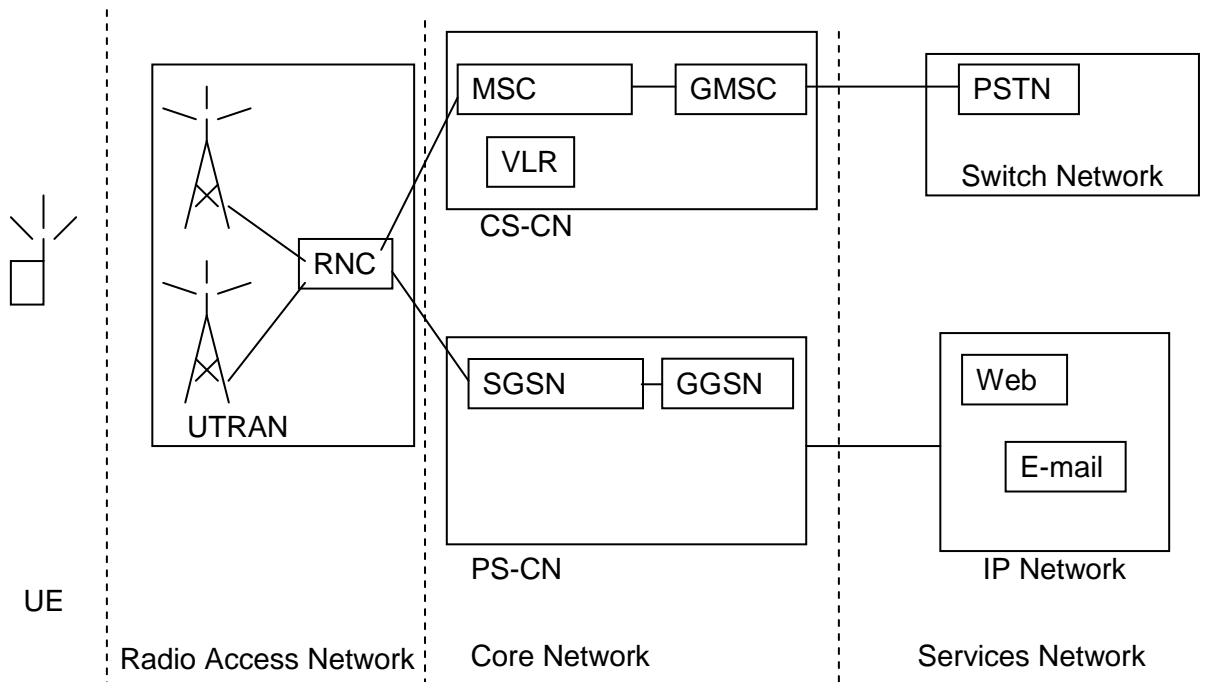 MSC
GMSC
PSTN
VLR
Switch Network
CS-CN
RNC
UTRAN
SGSN
GGSN
Web
E-mail
PS-CN
IP Network
UE
Radio Access Network
Core Network
Services Network